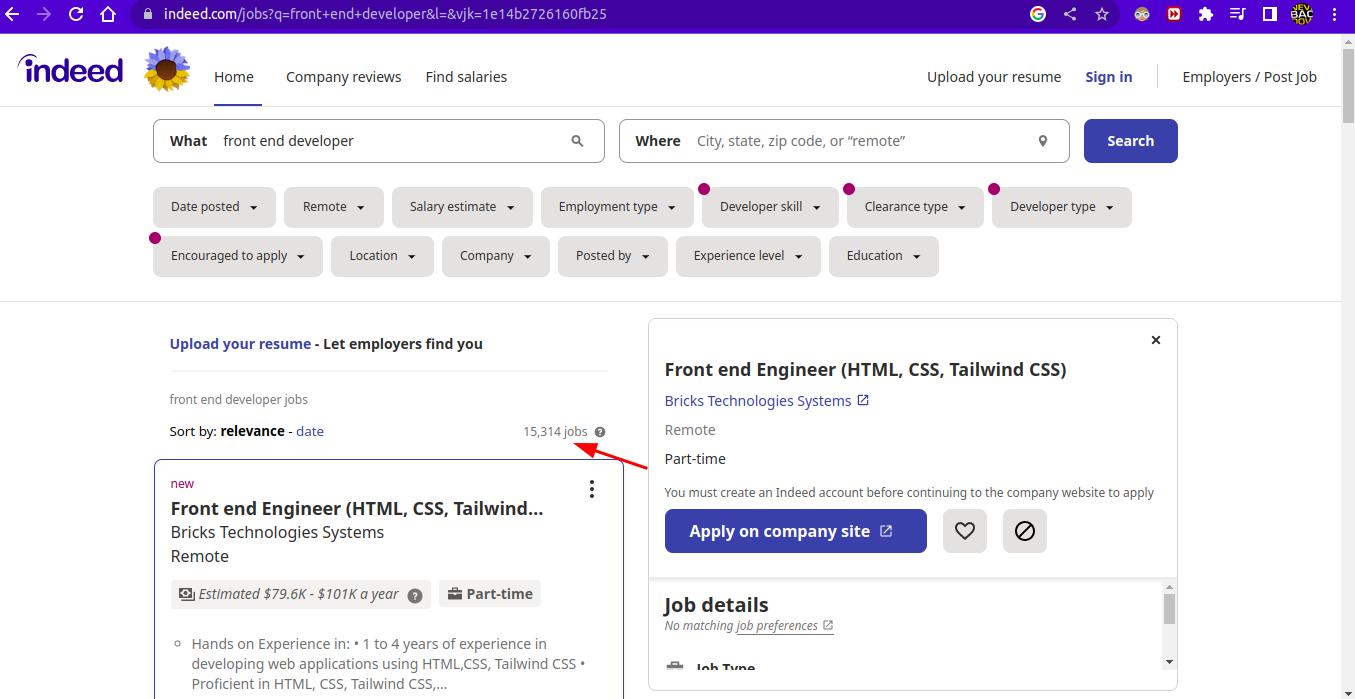 indeed.com/jobs?q=front+end+developer&l=&vjk=1e14b2726160fb25
indeed
Home
Company reviews
Find salaries
Upload your resume
Sign in
Employers / Post Job
What front end developer
Where City, state, zip code, or “remote”
Search
Date posted
Remote
Salary estimate
Employment type
Developer skill
Clearance type
Developer type
Encouraged to apply
Location
Company
Posted by
Experience level
Education
Upload your resume - Let employers find you
front end developer jobs
Sort by: relevance - date
15,314 jobs
new
Front end Engineer (HTML, CSS, Tailwind...
Bricks Technologies Systems
Remote
Estimated $79.6K - $101K a year
Part-time
Hands on Experience in: • 1 to 4 years of experience in
developing web applications using HTML,CSS, Tailwind CSS •
Proficient in HTML, CSS, Tailwind CSS,...
Front end Engineer (HTML, CSS, Tailwind CSS)
Bricks Technologies Systems
Remote
Part-time
You must create an Indeed account before continuing to the company website to apply
Apply on company site
Job details
No matching job preferences
Job Type